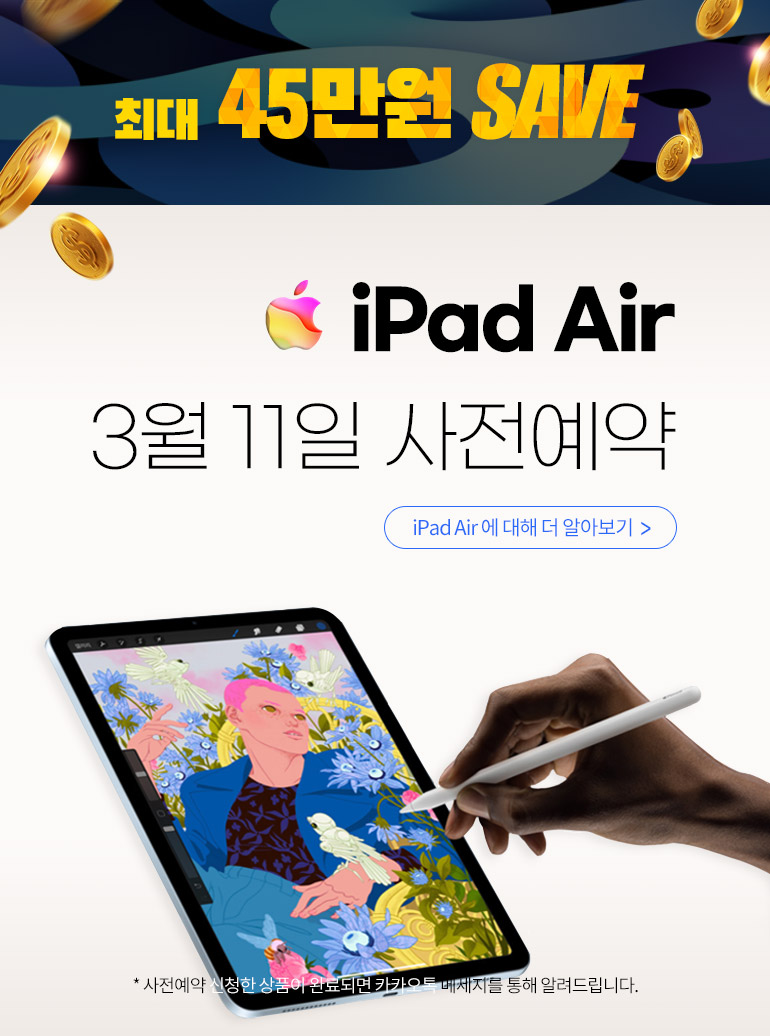 최대 45만원 SAVE
iPad Air
3월 11일 사전예약
iPad Air 에 대해 더 알아보기 >
* 사전예약 신청한 상품이 완료되면 카카오톡 메세지를 통해 알려드립니다.